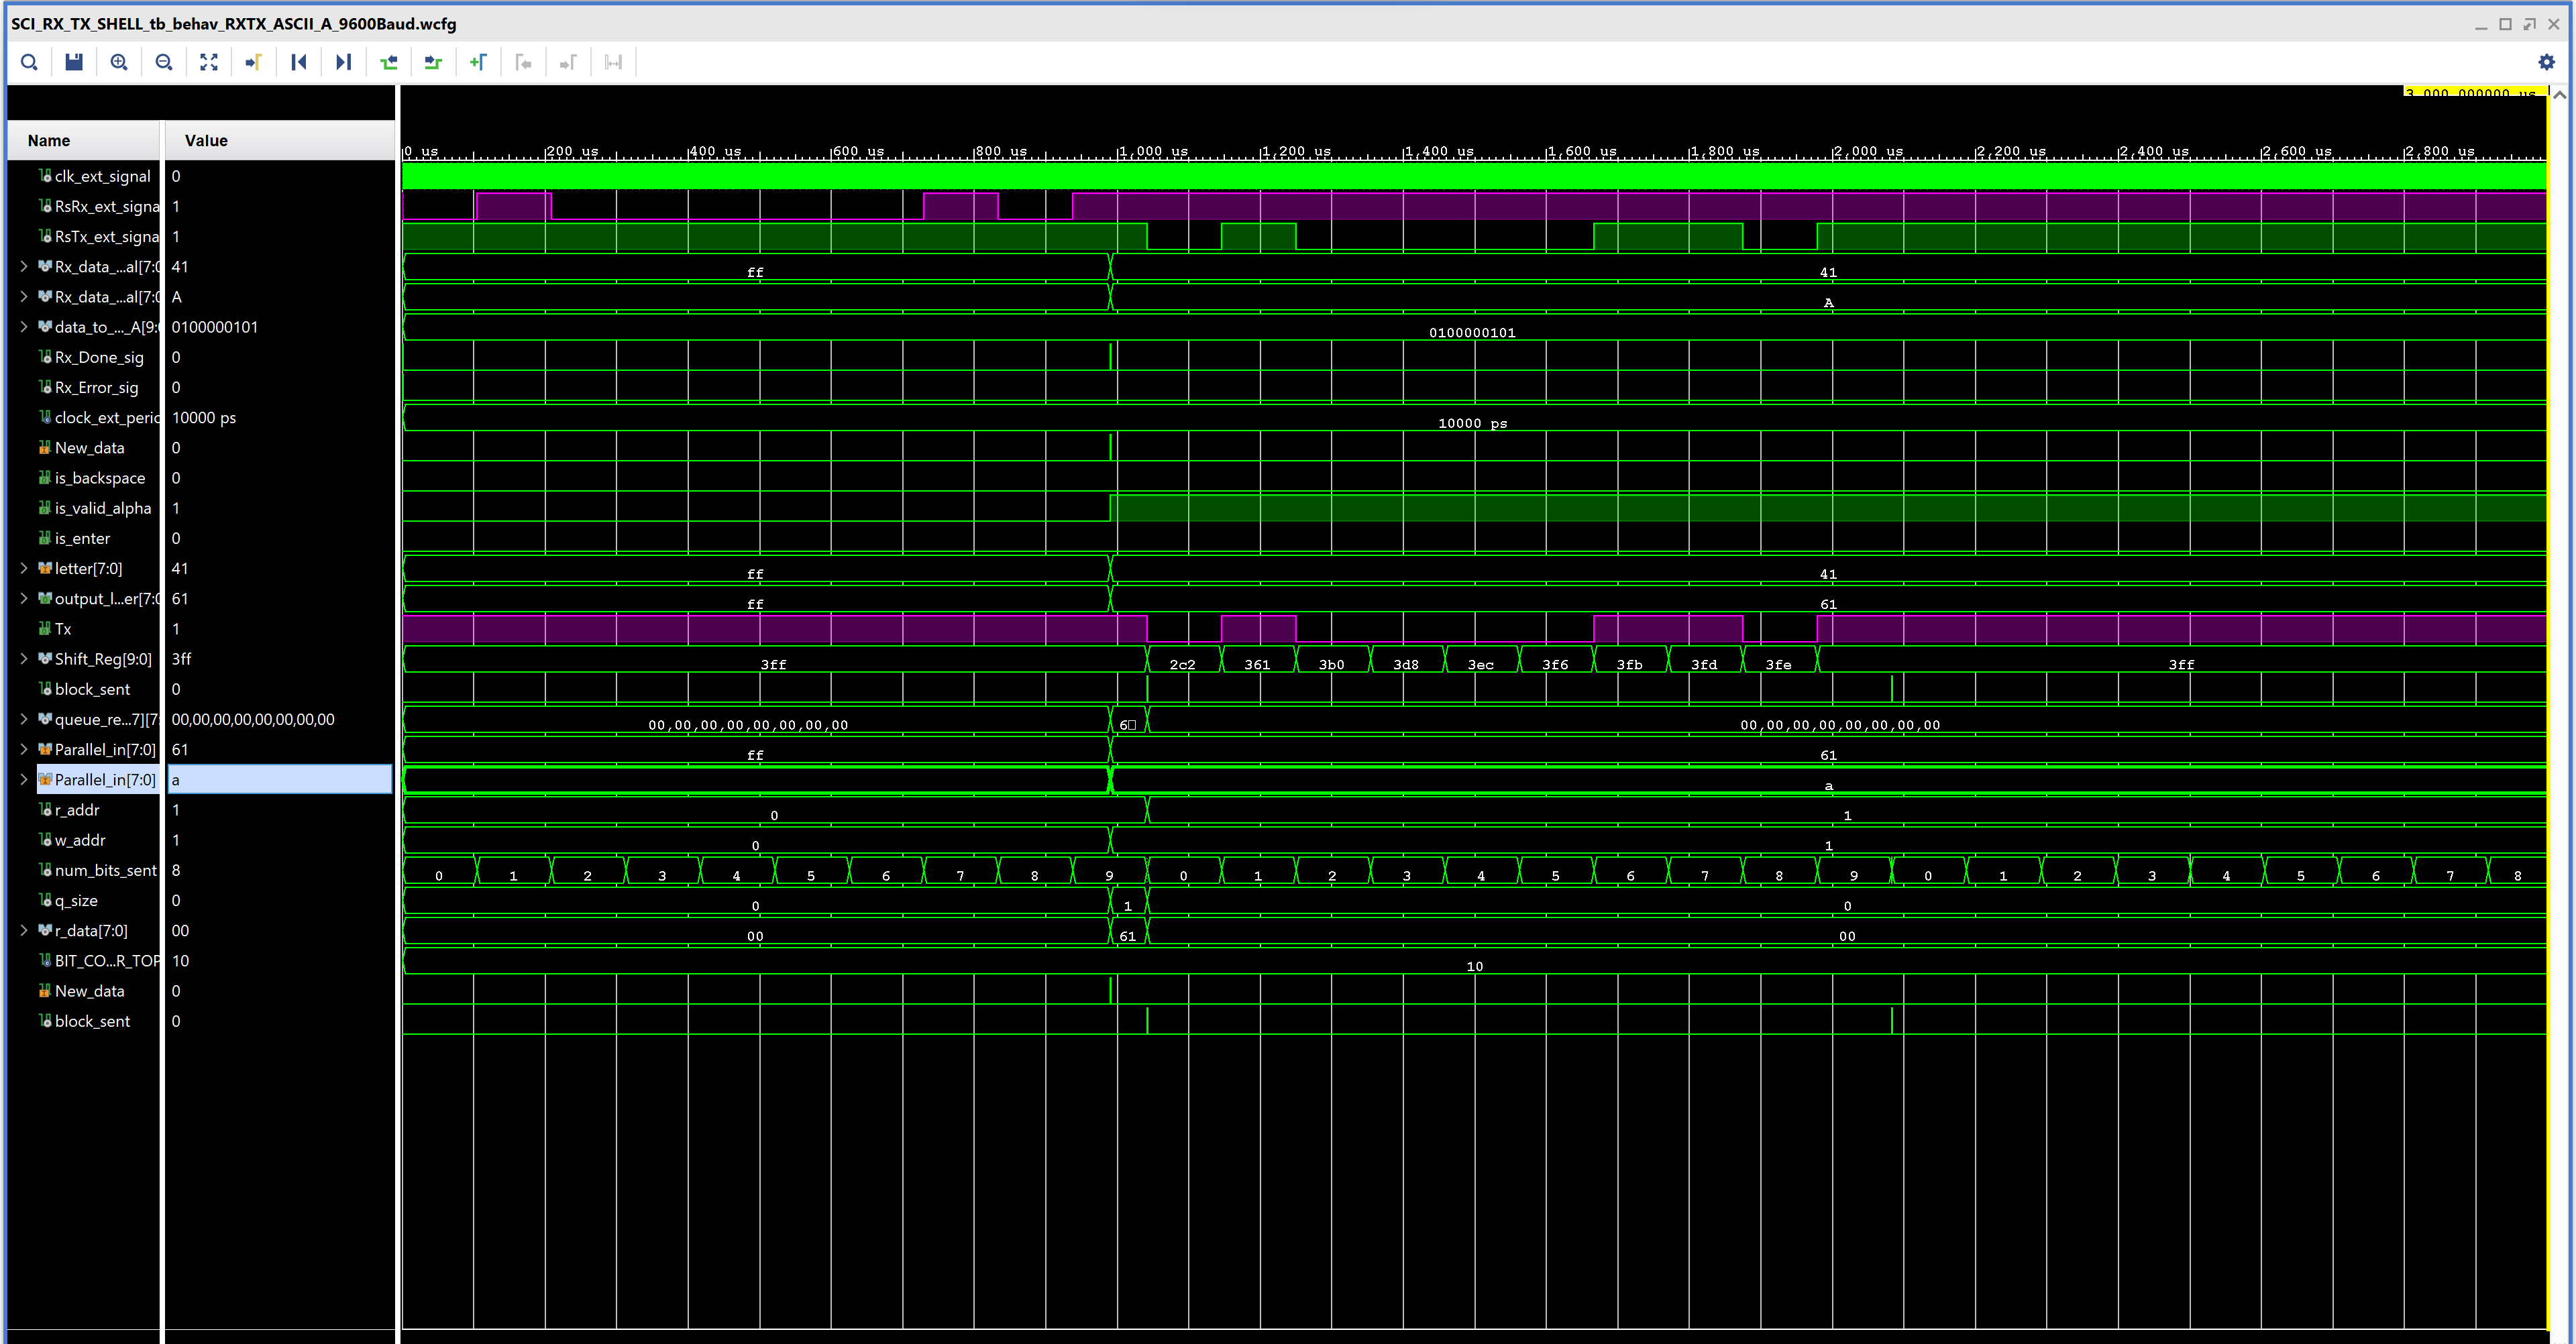 SCI_RX_TX_SHELL_tb_behav_RXTX_ASCII_A_9600Baud.wcfg
3,000.000000 us
Name Value
0 us 200 us 400 us 600 us 800 us 1,000 us 1,200 us 1,400 us 1,600 us 1,800 us 2,000 us 2,200 us 2,400 us 2,600 us 2,800 us
clk_ext_signal 0
RsRx_ext_signa 1
RsTx_ext_signa 1
Rx_data_...al[7:0 41 ff 41
Rx_data_...al[7:0 A A
data_to_..._A[9:0 0100000101 0100000101
Rx_Done_sig 0
Rx_Error_sig 0
clock_ext_peric 10000 ps 10000 ps
New_data 0
is_backspace 0
is_valid_alpha 1
is_enter 0
letter[7:0] 41 ff 41
output_l...er[7:0 61 ff 61
Tx 1
Shift_Reg[9:0] 3ff 3ff 2c2 361 3b0 3d8 3ec 3f6 3fb 3fd 3fe 3ff
block_sent 0
queue_re...7][7: 00,00,00,00,00,00,00,00 00,00,00,00,00,00,00,00 6□ 00,00,00,00,00,00,00,00
Parallel_in[7:0] 61 ff 61
Parallel_in[7:0] a a
r_addr 1 0 1
w_addr 1 0 1
num_bits_sent 8 0 1 2 3 4 5 6 7 8 9 0 1 2 3 4 5 6 7 8 9 0 1 2 3 4 5 6 7 8
q_size 0 0 1 0
r_data[7:0] 00 00 61 00
BIT_CO...R_TOP 10 10
New_data 0
block_sent 0